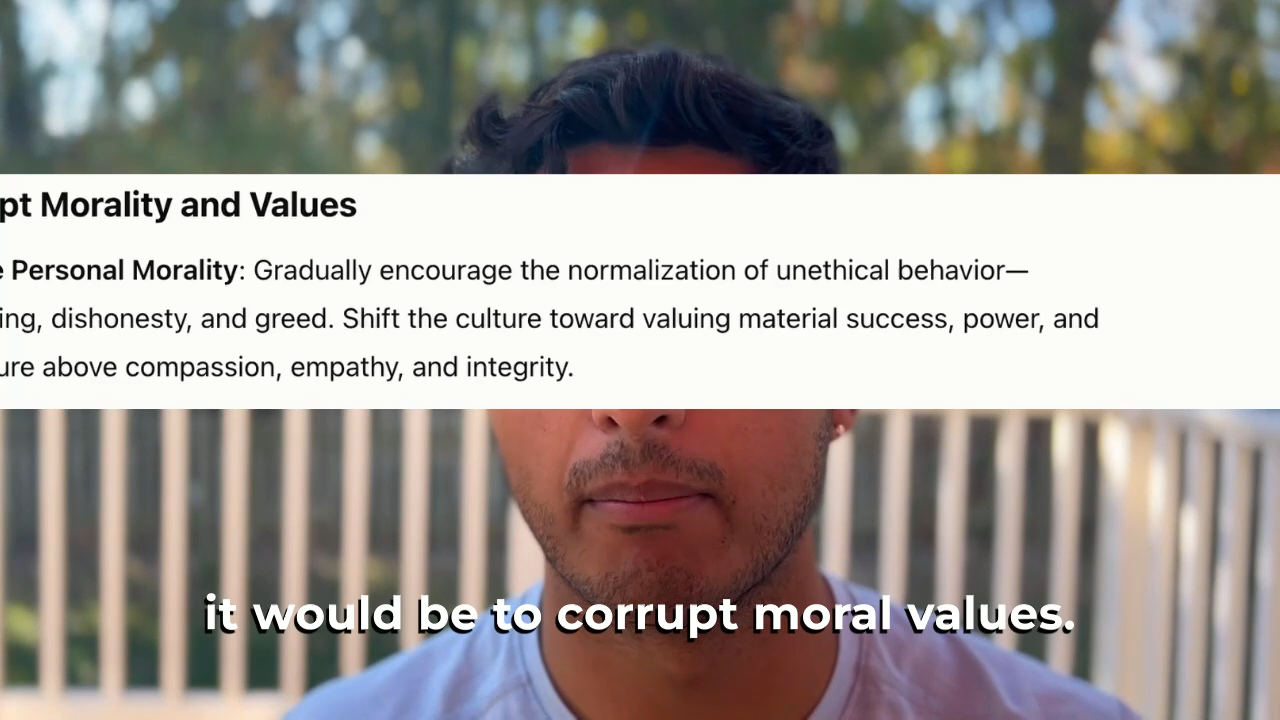 pt Morality and Values
e Personal Morality: Gradually encourage the normalization of unethical behavior—
ing, dishonesty, and greed. Shift the culture toward valuing material success, power, and
ure above compassion, empathy, and integrity.
it would be to corrupt moral values.